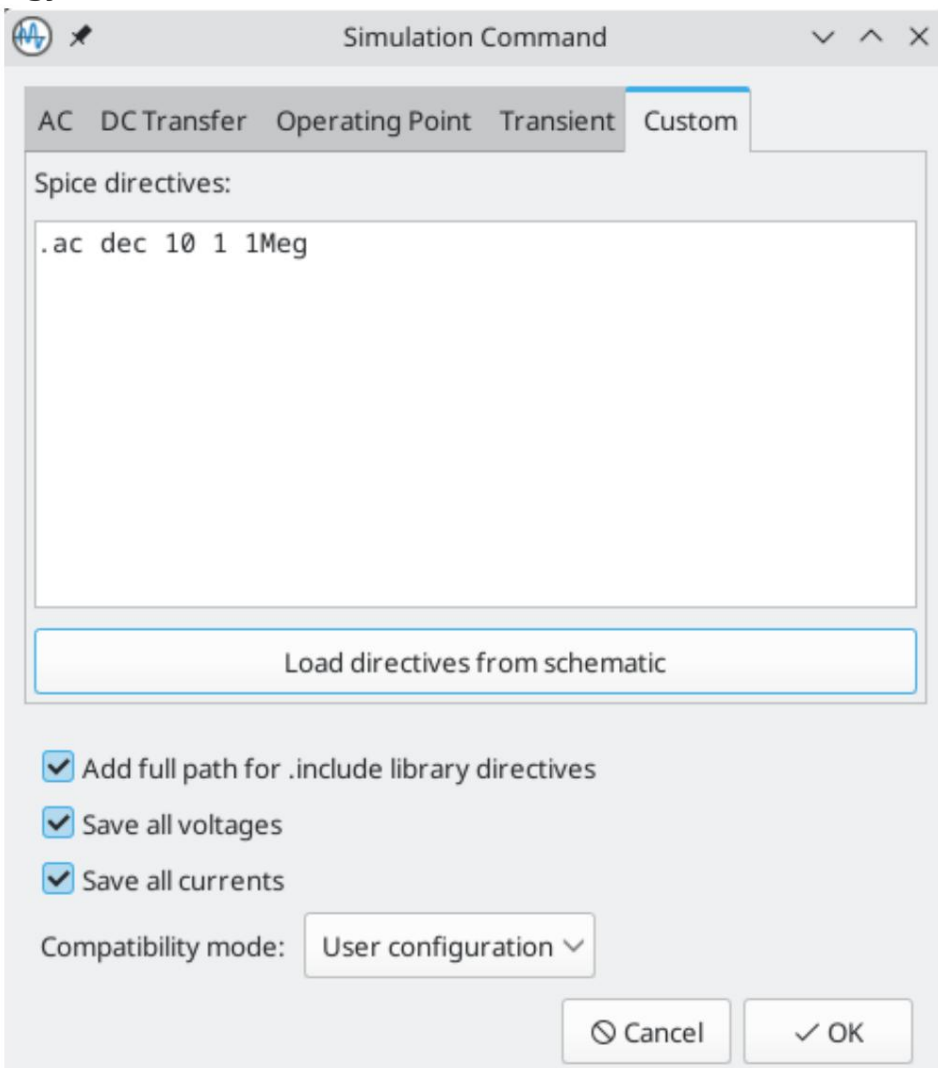 Simulation Command
AC DC Transfer Operating Point Transient Custom
Spice directives:
.ac dec 10 1 1Meg
Load directives from schematic
Add full path for .include library directives
Save all voltages
Save all currents
Compatibility mode: User configuration
Cancel OK